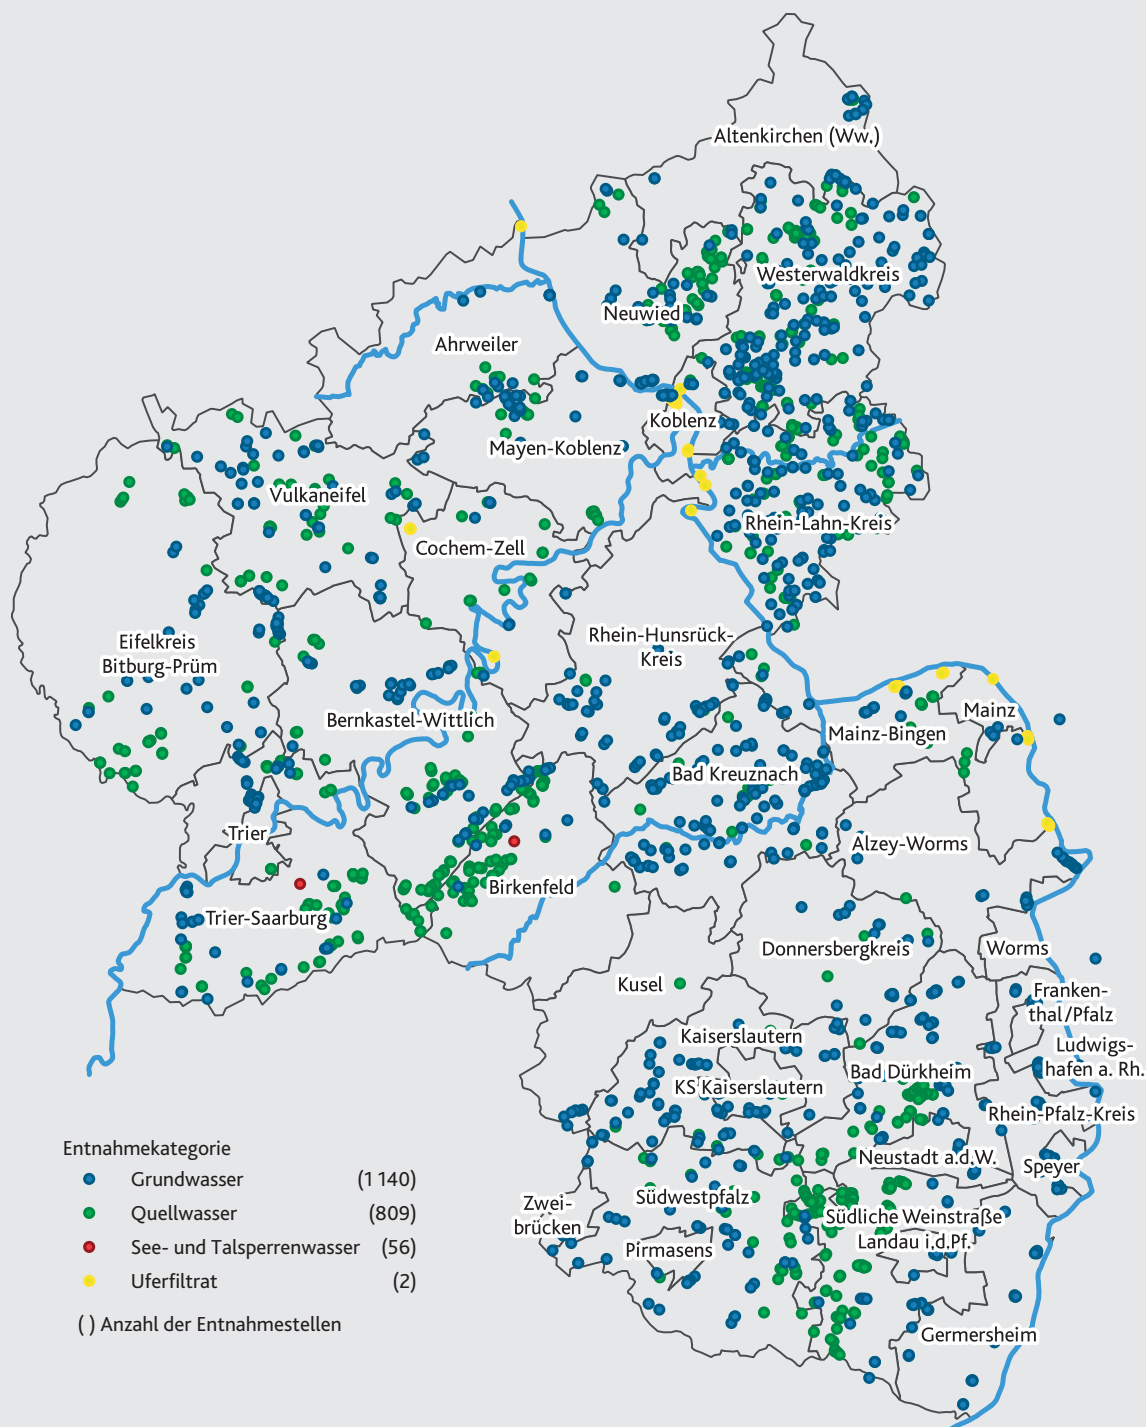 Altenkirchen (Ww.)
Westerwaldkreis
Neuwied
Ahrweiler
Koblenz
Mayen-Koblenz
Vulkaneifel
Rhein-Lahn-Kreis
Cochem-Zell
Eifelkreis
Bitburg-Prüm
Rhein-Hunsrück-
Kreis
Bernkastel-Wittlich
Mainz
Mainz-Bingen
Bad Kreuznach
Trier
Alzey-Worms
Birkenfeld
Trier-Saarburg
Donnersbergkreis
Worms
Kusel
Franken-
thal/Pfalz
Kaiserslautern
Ludwigs-
hafen a. Rh.
Bad Dürkheim
KS Kaiserslautern
Rhein-Pfalz-Kreis
Neustadt a.d.W.
Speyer
Südwestpfalz
Zwei-
brücken
Südliche Weinstraße
Landau i.d.Pf.
Pirmasens
Germersheim
Entnahmekategorie
Grundwasser (1 140)
Quellwasser (809)
See- und Talsperrenwasser (56)
Uferfiltrat (2)
( ) Anzahl der Entnahmestellen